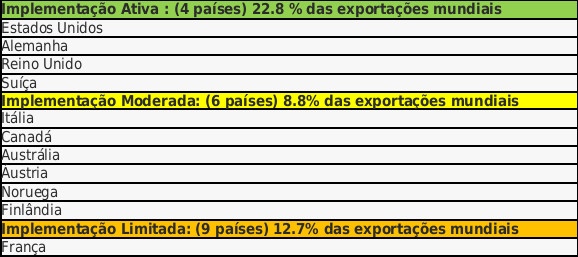 Implementação Ativa : (4 países) 22.8 % das exportações mundiais
Estados Unidos
Alemanha
Reino Unido
Suíça
Implementação Moderada: (6 países) 8.8% das exportações mundiais
Itália
Canadá
Austrália
Austria
Noruega
Finlândia
Implementação Limitada: (9 países) 12.7% das exportações mundiais
França